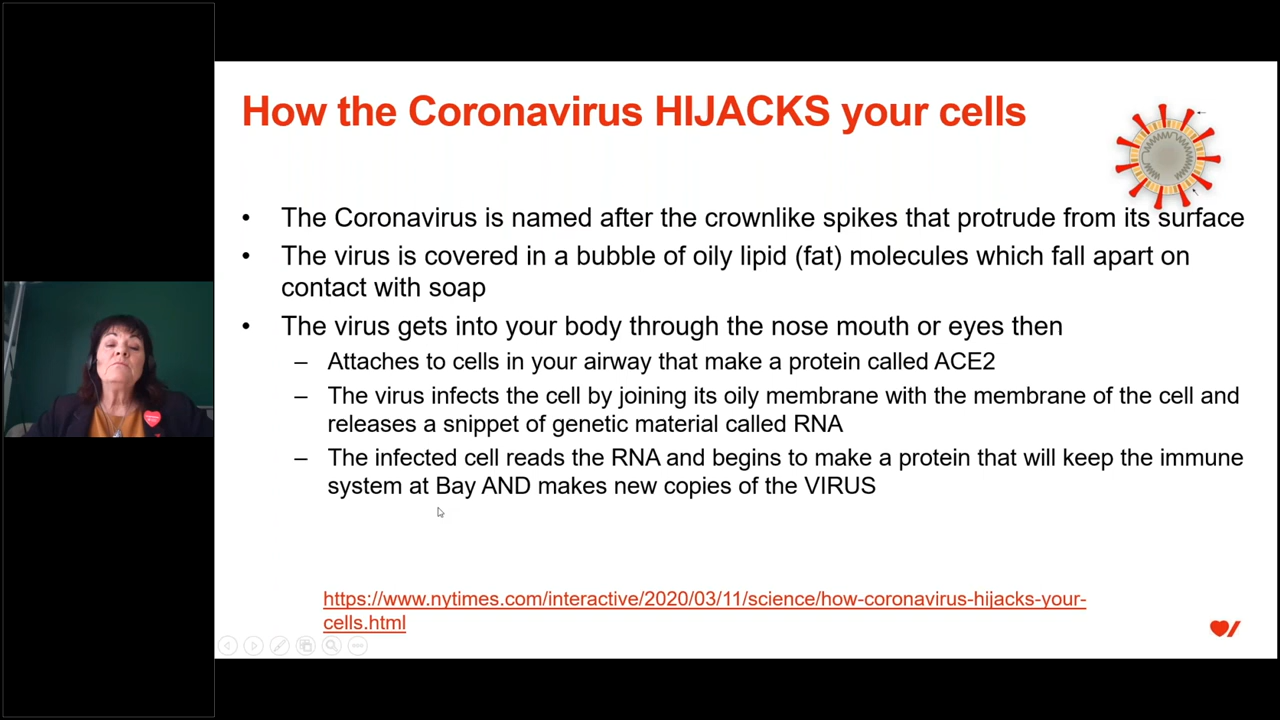 How the Coronavirus HIJACKS your cells
• The Coronavirus is named after the crownlike spikes that protrude from its surface
• The virus is covered in a bubble of oily lipid (fat) molecules which fall apart on
contact with soap
• The virus gets into your body through the nose mouth or eyes then
– Attaches to cells in your airway that make a protein called ACE2
– The virus infects the cell by joining its oily membrane with the membrane of the cell and
releases a snippet of genetic material called RNA
– The infected cell reads the RNA and begins to make a protein that will keep the immune
system at Bay AND makes new copies of the VIRUS
https://www.nytimes.com/interactive/2020/03/11/science/how-coronavirus-hijacks-your-
cells.html